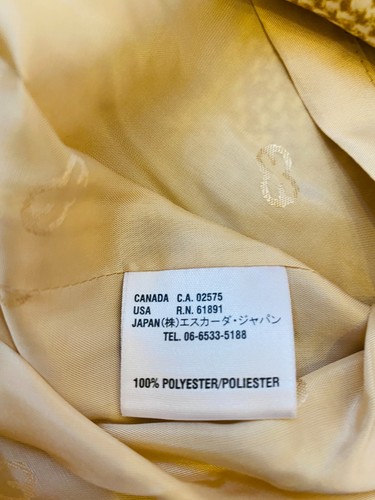 CANADA C.A. 02575
USA R.N. 61891
JAPAN(株)エスカーダ・ジャパン
TEL. 06-6533-5188
100% POLYESTER/POLIESTER